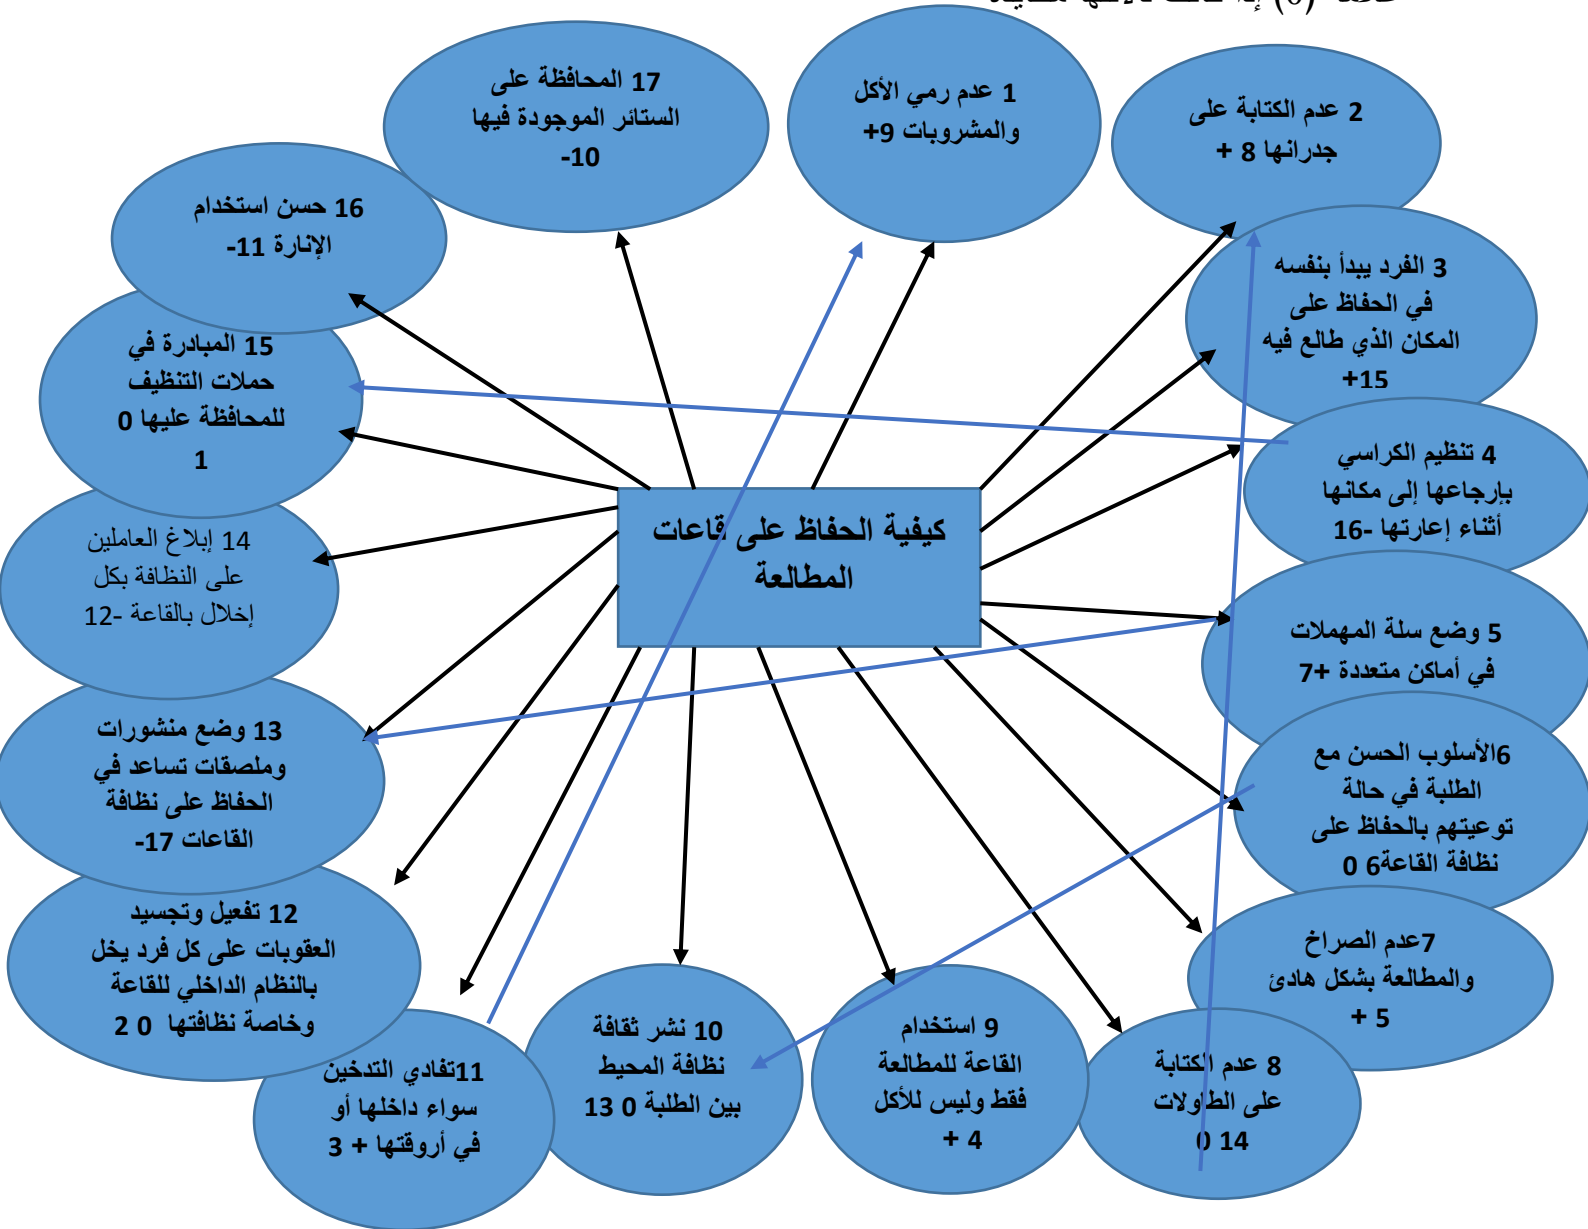 (0) إذا كانت
كيفية الحفاظ على قاعات
المطالعة
1 عدم رمي الأكل
والمشروبات 9+
2 عدم الكتابة على
جدرانها 8 +
3 الفرد يبدأ بنفسه
في الحفاظ على
المكان الذي طالع فيه
15+
4 تنظيم الكراسي
بإرجاعها إلى مكانها
أثناء إعارتها -16
5 وضع سلة المهملات
في أماكن متعددة +7
6الأسلوب الحسن مع
الطلبة في حالة
توعيتهم بالحفاظ على
نظافة القاعة6 0
7عدم الصراخ
والمطالعة بشكل هادئ
5 +
8 عدم الكتابة
على الطاولات
14 0
9 استخدام
القاعة للمطالعة
فقط وليس للأكل
4 +
10 نشر ثقافة
نظافة المحيط
بين الطلبة 0 13
11تفادي التدخين
سواء داخلها أو
في أروقتها + 3
12 تفعيل وتجسيد
العقوبات على كل فرد يخل
بالنظام الداخلي للقاعة
وخاصة نظافتها 0 2
13 وضع منشورات
وملصقات تساعد في
الحفاظ على نظافة
القاعات 17-
14 إبلاغ العاملين
على النظافة بكل
إخلال بالقاعة -12
15 المبادرة في
حملات التنظيف
للمحافظة عليها 0
1
16 حسن استخدام
الإنارة 11-
17 المحافظة على
الستائر الموجودة فيها
10-